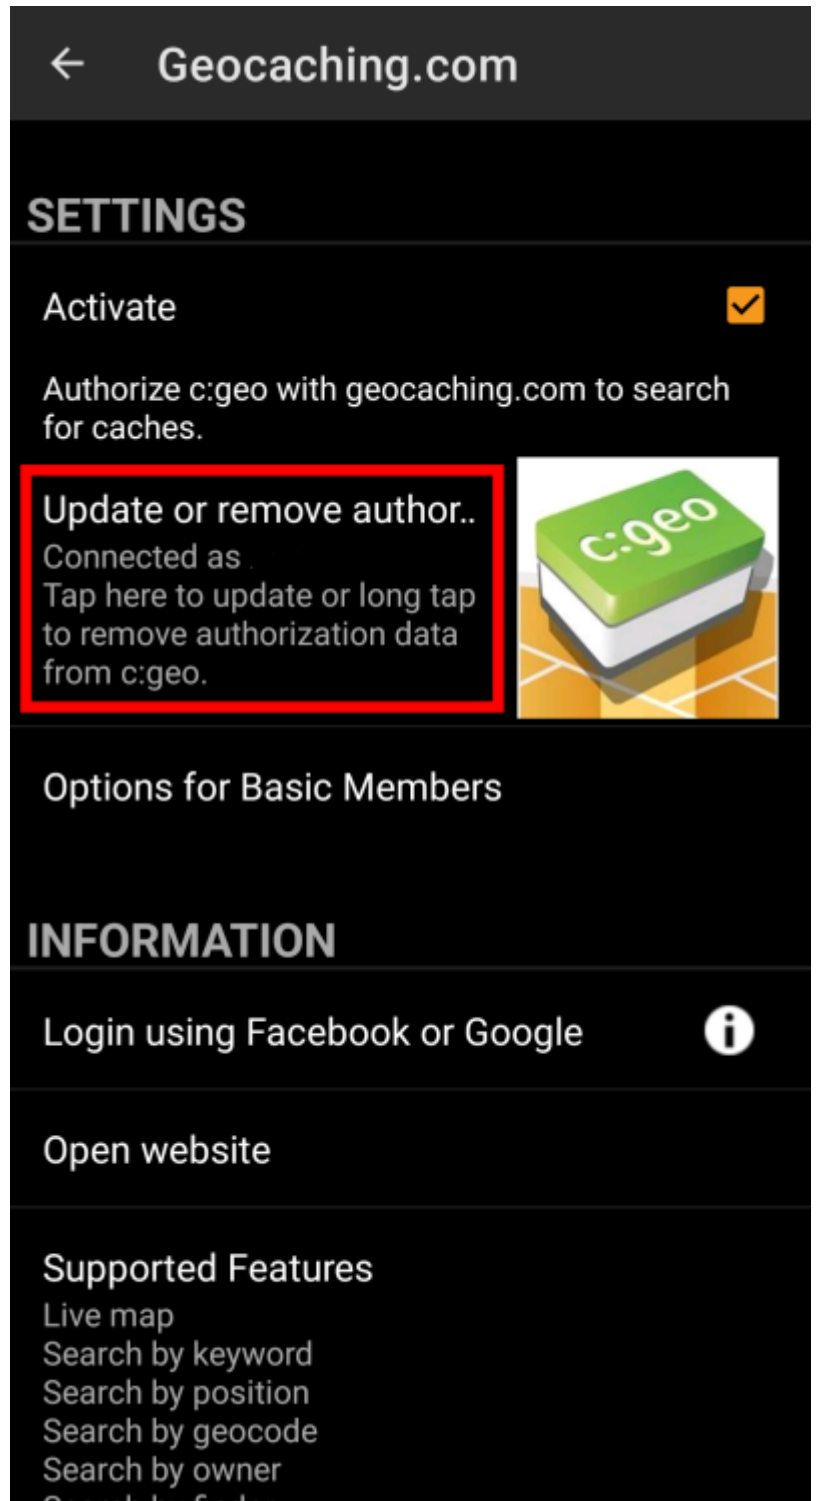 Geocaching.com
SETTINGS
Activate
Authorize c:geo with geocaching.com to search
for caches.
Update or remove author..
c:geo
Connected as
Tap here to update or long tap
to remove authorization data
from c:geo.
Options for Basic Members
INFORMATION
Login using Facebook or Google
Open website
Supported Features
Live map
Search by keyword
Search by position
Search by geocode
Search by owner